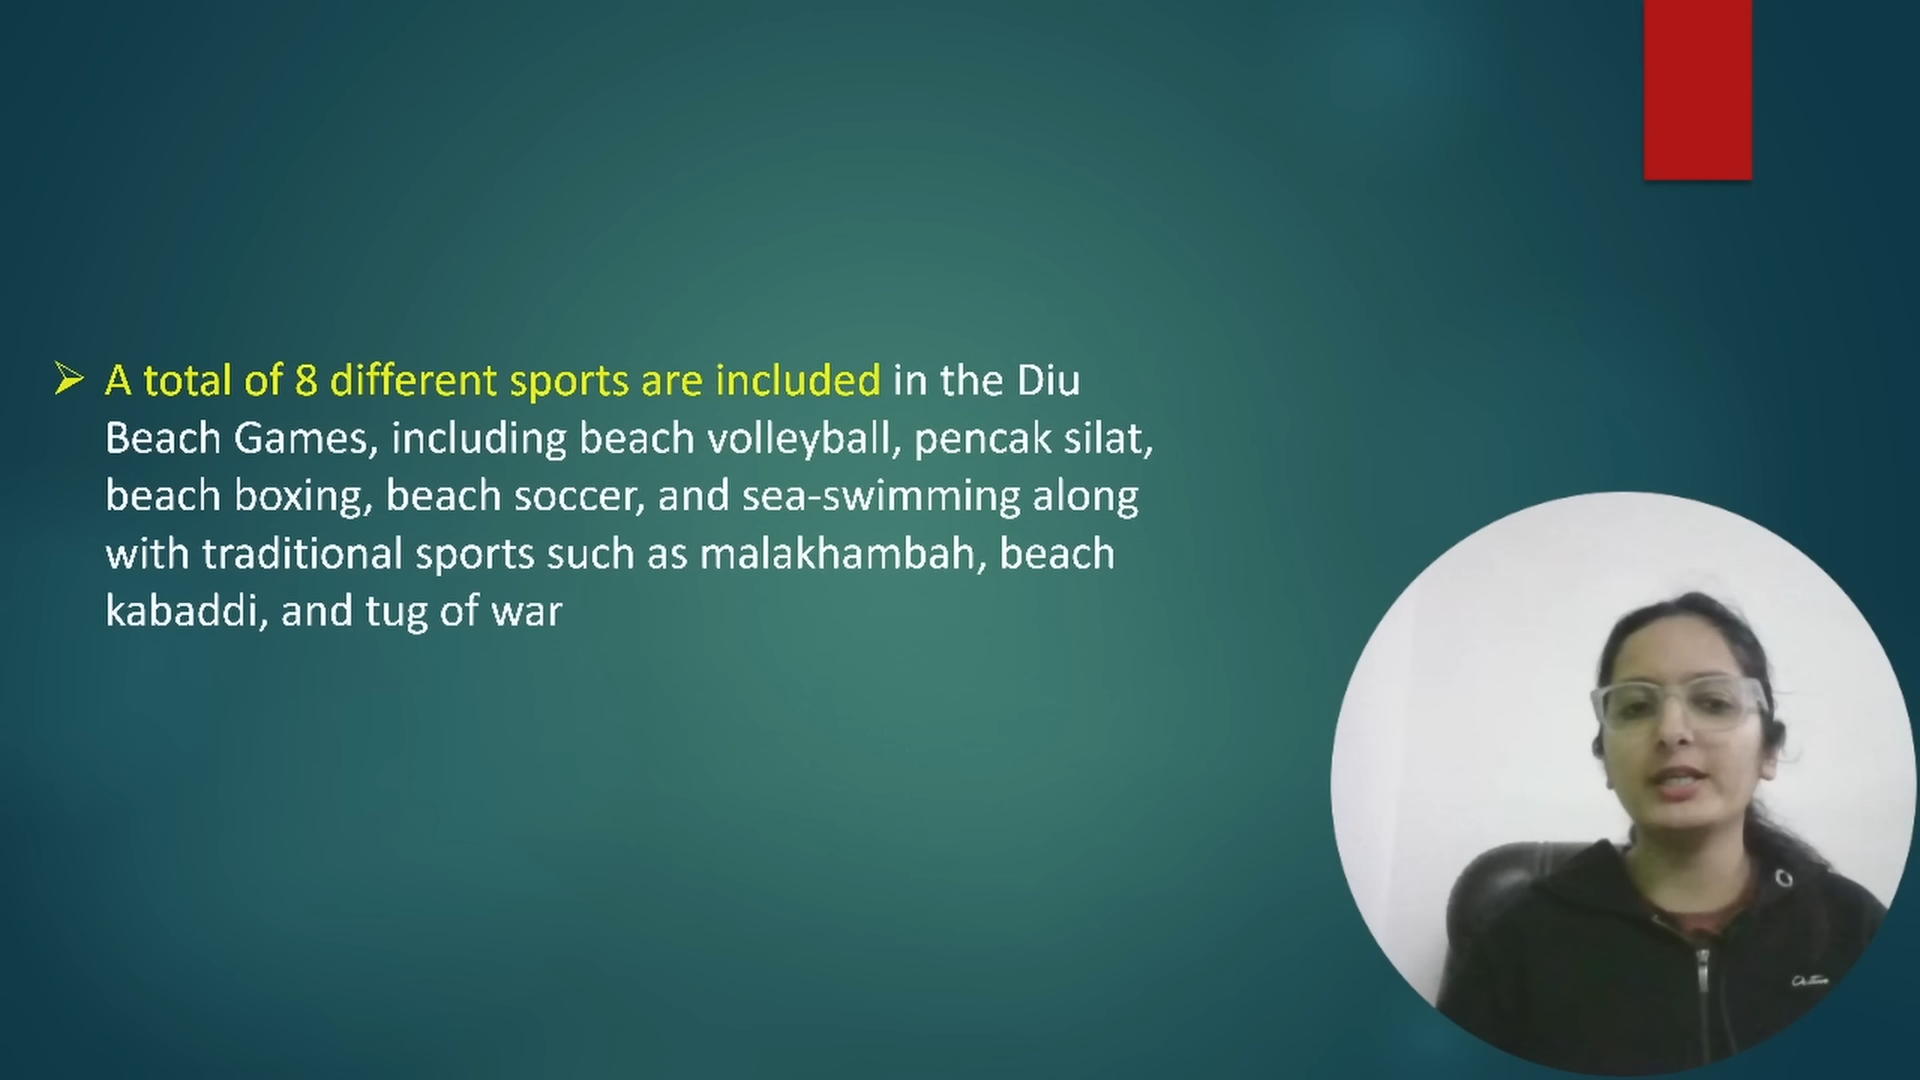 A total of 8 different sports are included in the Diu
Beach Games, including beach volleyball, pencak silat,
beach boxing, beach soccer, and sea-swimming along
with traditional sports such as malakhambah, beach
kabaddi, and tug of war